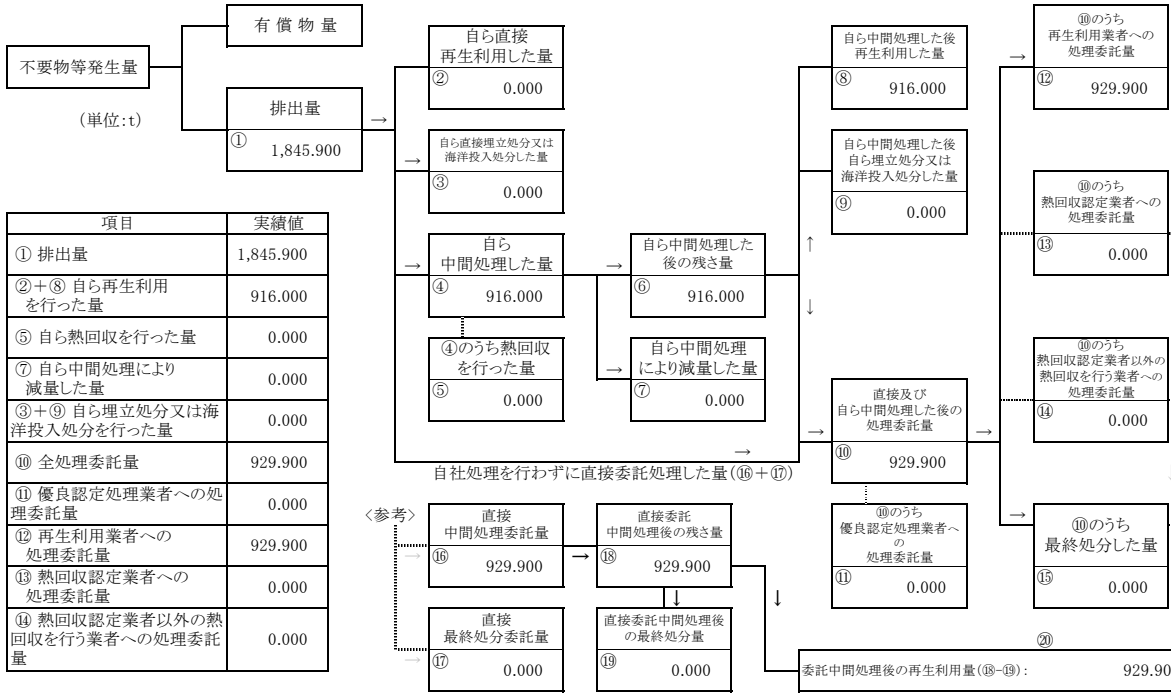 不要物等発生量
(単位:t)
有 償 物 量
排出量
① 1,845.900
→
自ら直接
再生利用した量
② 0.000
→
自ら直接埋立処分又は
海洋投入処分した量
③ 0.000
→
自ら
中間処理した量
④ 916.000
④のうち熱回収
を行った量
⑤ 0.000
→
自ら中間処理した
後の残さ量
⑥ 916.000
→
自ら中間処理
により減量した量
⑦ 0.000
自ら中間処理した後
再生利用した量
⑧ 916.000
自ら中間処理した後
自ら埋立処分又は
海洋投入処分した量
⑨ 0.000
↑
↓
→
自社処理を行わずに直接委託処理した量(⑯+⑰)
→
直接及び
自ら中間処理した後の
処理委託量
⑩ 929.900
→
⑩のうち
優良認定処理業者へ
の
処理委託量
⑪ 0.000
→
⑩のうち
再生利用業者への
処理委託量
⑫ 929.900
⑩のうち
熱回収認定業者への
処理委託量
⑬ 0.000
⑩のうち
熱回収認定業者以外の
熱回収を行う業者への
処理委託量
⑭ 0.000
→
⑩のうち
最終処分した量
⑮ 0.000
項目 実績値
① 排出量 1,845.900
②+⑧ 自ら再生利用
を行った量 916.000
⑤ 自ら熱回収を行った量 0.000
⑦ 自ら中間処理により
減量した量 0.000
③+⑨ 自ら埋立処分又は海
洋投入処分を行った量 0.000
⑩ 全処理委託量 929.900
⑪ 優良認定処理業者への処
理委託量 0.000
⑫ 再生利用業者への
処理委託量 929.900
⑬ 熱回収認定業者への
処理委託量 0.000
⑭ 熱回収認定業者以外の熱
回収を行う業者への処理委託
量 0.000
〈参考〉
→
直接
中間処理委託量
⑯ 929.900
→
直接委託
中間処理後の残さ量
⑱ 929.900
↓
↓
→
直接
最終処分委託量
⑰ 0.000
直接委託中間処理後
の最終処分量
⑲ 0.000
⑳
委託中間処理後の再生利用量(⑱-⑲): 929.90